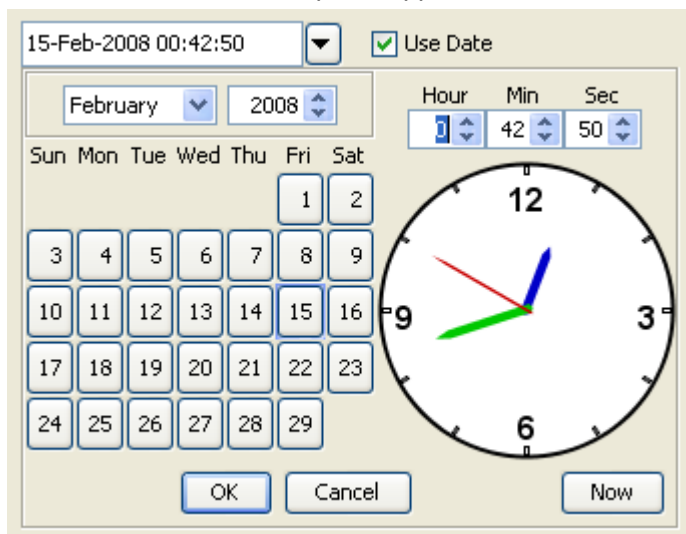 15-Feb-2008 00:42:50
Use Date
February 2008
Hour Min Sec
0 42 50
Sun Mon Tue Wed Thu Fri Sat
1 2
3 4 5 6 7 8 9
10 11 12 13 14 15 16
17 18 19 20 21 22 23
24 25 26 27 28 29
12
9 3
6
OK Cancel Now